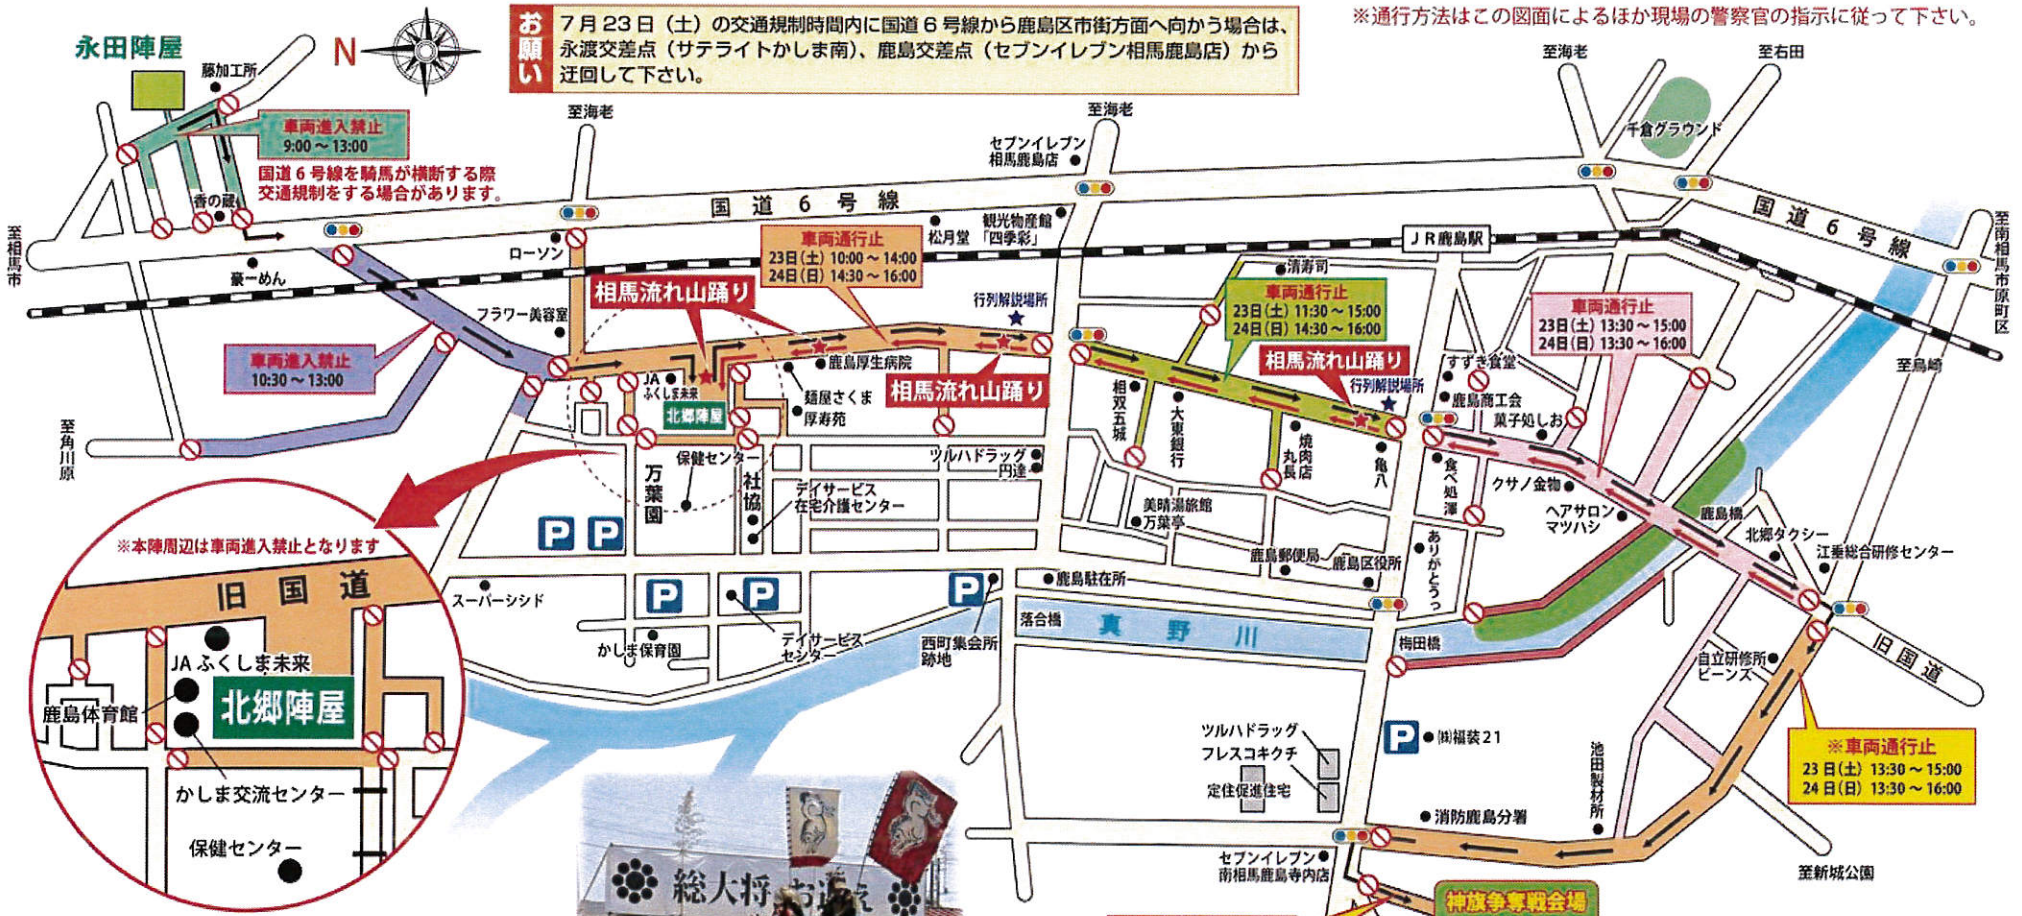 お願い
7月23日（土）の交通規制時間内に国道6号線から鹿島区市街方面へ向かう場合は、
永渡交差点（サテライトかしま南）、鹿島交差点（セブンイレブン相馬鹿島店）から
迂回して下さい。
※通行方法はこの図面によるほか現場の警察官の指示に従って下さい。
永田陣屋
藤加工所
N
車両進入禁止
9:00～13:00
国道6号線を騎馬が横断する際
交通規制をする場合があります。
香の蔵
至相馬市
豪一めん
至海老
ローソン
国道6号線
松月堂
観光物産館
「四季彩」
セブンイレブン
相馬鹿島店
至海老
至海老
至右田
千倉グラウンド
JR鹿島駅
国道6号線
至南相馬市原町区
至烏崎
車両進入禁止
10:30～13:00
至角川原
フラワー美容室
相馬流れ山踊り
車両通行止
23日(土) 10:00～14:00
24日(日) 14:30～16:00
行列解説場所
鹿島厚生病院
相馬流れ山踊り
JA
ふくしま未来
北郷陣屋
麺屋さくま
厚寿苑
保健センター
万葉園
社協
デイサービス
在宅介護センター
ツルハドラッグ
円達
清寿司
車両通行止
23日(土) 11:30～15:00
24日(日) 14:30～16:00
相馬流れ山踊り
行列解説場所
相双五城
大東銀行
焼肉店
丸長
亀八
美晴湯旅館
万葉亭
鹿島郵便局
鹿島区役所
車両通行止
23日(土) 13:30～15:00
24日(日) 13:30～16:00
すずき食堂
鹿島商工会
菓子処しお
食べ処澤
クサノ金物
ヘアサロン
マツハシ
ありがとうっ
鹿島橋
北郷タクシー
江垂総合研修センター
P
P
P
P
P
スーパーシシド
かしま保育園
デイサービス
センター
西町集会所
跡地
鹿島駐在所
落合橋
真野川
梅田橋
自立研修所
ビーンズ
旧国道
※車両通行止
23日(土) 13:30～15:00
24日(日) 13:30～16:00
※本陣周辺は車両進入禁止となります
旧国道
JAふくしま未来
鹿島体育館
北郷陣屋
かしま交流センター
保健センター
ツルハドラッグ
フレスコキクチ
定住促進住宅
P
㈱福装21
消防鹿島分署
池田製材所
セブンイレブン
南相馬鹿島寺内店
至新城公園
神旗争奪戦会場
総大将お迎え